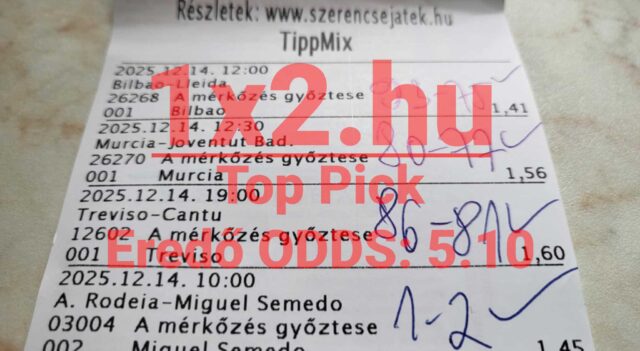 Részletek: www.szerencsejatek.hu
TippMix
2025.12.14. 12:00
Bilbao-Lleida
26268 A mérkőzés győztese
001 Bilbao 1,41
2025.12.14. 12:30
Murcia-Joventut Bad.
26270 A mérkőzés győztese 80-77
001 Murcia 1,56
2025.12.14. 19:00
Treviso-Cantu
12602 A mérkőzés győztese 86-81
001 Treviso 1,60
2025.12.14. 10:00
A. Rodeia-Miguel Semedo
03004 A mérkőzés győztese 1-2
002 Miguel Semedo 1,45
1x2.hu
Top Pick
Eredő ODDS: 5.10